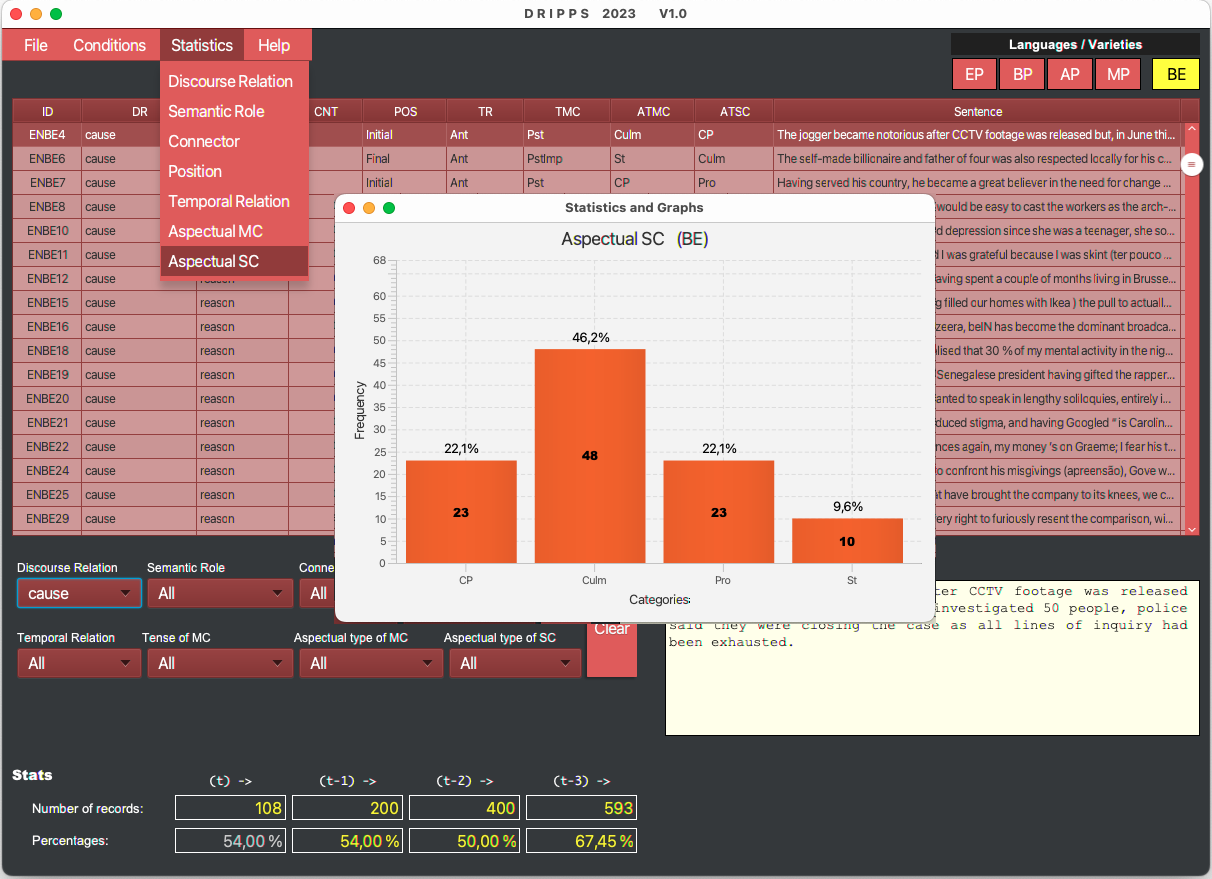 DRIPPS 2023 V1.0
File Conditions Statistics Help
Languages / Varieties
EP BP AP MP BE
Discourse Relation
Semantic Role
Connector
Position
Temporal Relation
Aspectual MC
Aspectual SC
ID DR CNT POS TR TMC ATMC ATSC Sentence
ENBE4 cause Initial Ant Pst Culm CP The jogger became notorious after CCTV footage was released but, in June thi...
ENBE6 cause Final Ant PstImp St Culm The self-made billionaire and father of four was also respected locally for his c...
ENBE7 cause Initial Ant Pst CP Pro Having served his country, he became a great believer in the need for change ...
ENBE8 cause would be easy to cast the workers as the arch-...
ENBE10 cause depression since she was a teenager, she so...
ENBE11 cause I was grateful because I was skint (ter pouco ...
ENBE12 cause reason aving spent a couple of months living in Brusse...
ENBE15 cause reason g filled our homes with Ikea ) the pull to actuall...
ENBE16 cause reason zeera, beIN has become the dominant broadca...
ENBE18 cause reason lised that 30 % of my mental activity in the nig...
ENBE19 cause reason Senegalese president having gifted the rapper...
ENBE20 cause reason anted to speak in lengthy soliloquies, entirely i...
ENBE21 cause reason duced stigma, and having Googled “ is Carolin...
ENBE22 cause reason nces again, my money 's on Graeme; I fear his t...
ENBE24 cause reason to confront his misgivings (apreensão), Gove w...
ENBE25 cause reason t have brought the company to its knees, we c...
ENBE29 cause reason ery right to furiously resent the comparison, wi...
Statistics and Graphs
Aspectual SC (BE)
Frequency
68
60
55
50
45
40
35
30
25
20
15
10
5
0
22,1% 46,2% 22,1% 9,6%
23 48 23 10
CP Culm Pro St
Categories
Discourse Relation Semantic Role Conne
cause All All
Temporal Relation Tense of MC Aspectual type of MC Aspectual type of SC Clear
All All All All
ter CCTV footage was released
investigated 50 people, police
said they were closing the case as all lines of inquiry had
been exhausted.
Stats
(t) -> (t-1) -> (t-2) -> (t-3) ->
Number of records: 108 200 400 593
Percentages: 54,00 % 54,00 % 50,00 % 67,45 %